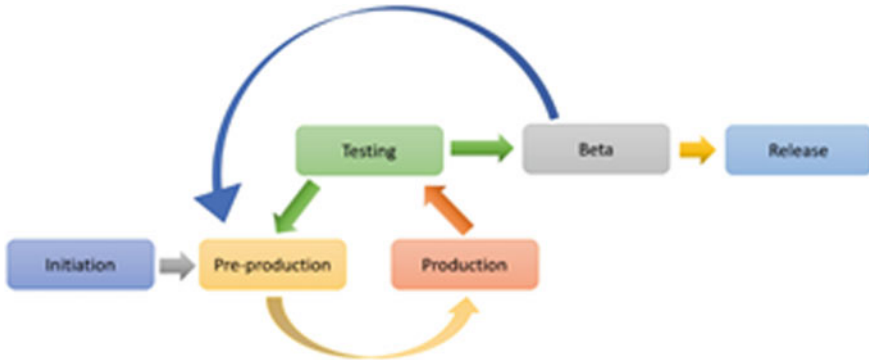 Testing
Beta
Release
Initiation
Pre-production
Production